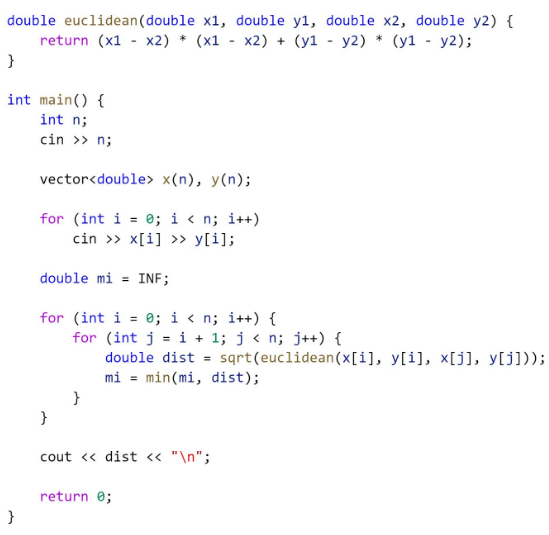 double euclidean(double x1, double y1, double x2, double y2) {
    return (x1 - x2) * (x1 - x2) + (y1 - y2) * (y1 - y2);
}

int main() {
    int n;
    cin >> n;

    vector<double> x(n), y(n);

    for (int i = 0; i < n; i++)
        cin >> x[i] >> y[i];

    double mi = INF;

    for (int i = 0; i < n; i++) {
        for (int j = i + 1; j < n; j++) {
            double dist = sqrt(euclidean(x[i], y[i], x[j], y[j]));
            mi = min(mi, dist);
        }
    }

    cout << dist << "\n";

    return 0;
}